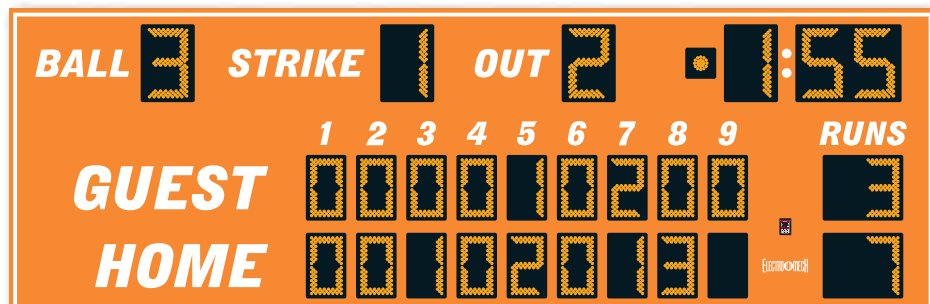 BALL 3 STRIKE 1 OUT 2 1:55
1 2 3 4 5 6 7 8 9 RUNS
GUEST 0 0 0 0 1 0 2 0 0 3
HOME 0 0 1 0 2 0 1 3 7
ELECTRO-MECH